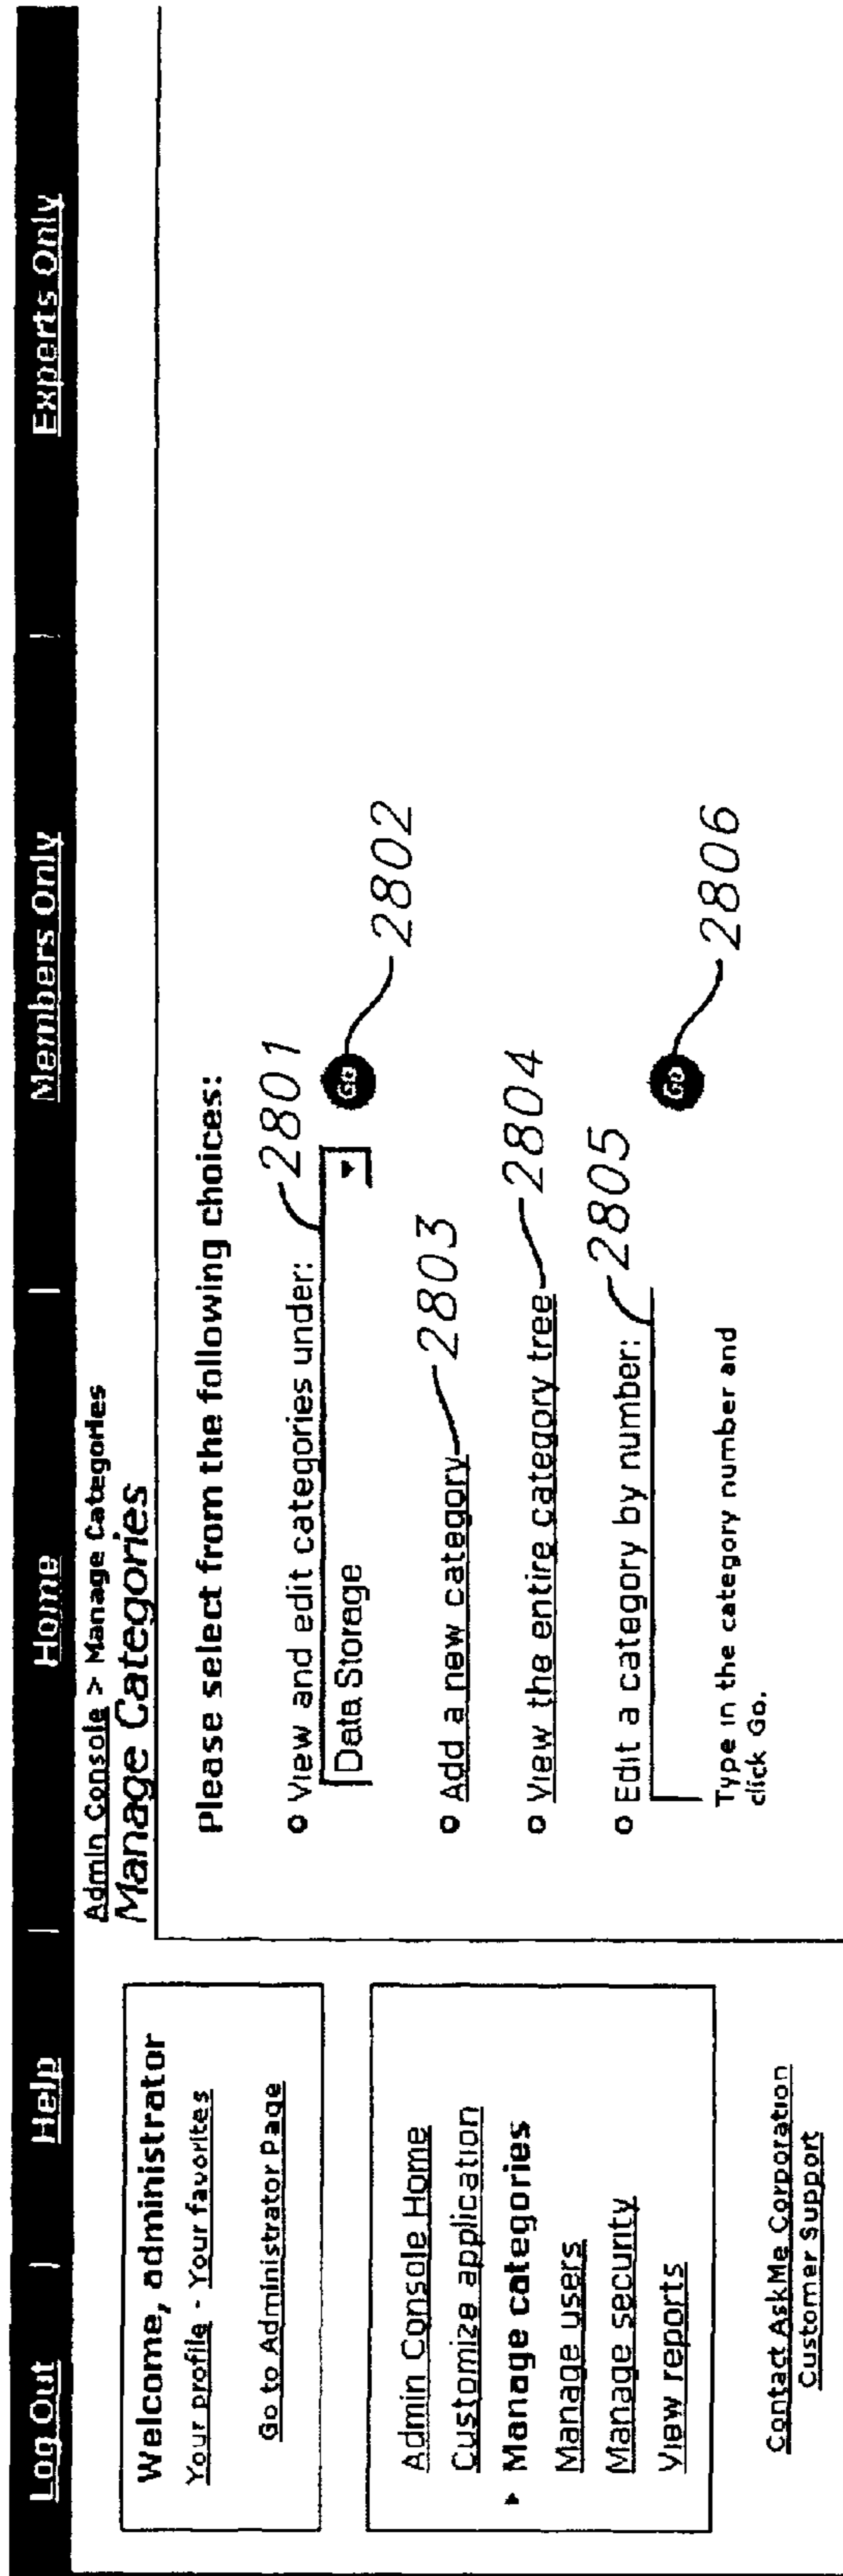 Log Out | Help | Home | Members Only | Experts Only
Welcome, administrator
Your profile - Your favorites
Go to Administrator Page
Admin Console Home
Customize application
Manage categories
Manage users
Manage security
View reports
Contact AskMe Corporation
Customer Support
Admin Console > Manage Categories
Manage Categories
Please select from the following choices:
View and edit categories under: 2801
Data Storage Go 2802
Add a new category 2803
View the entire category tree 2804
Edit a category by number: 2805
Go 2806
Type in the category number and
click Go.